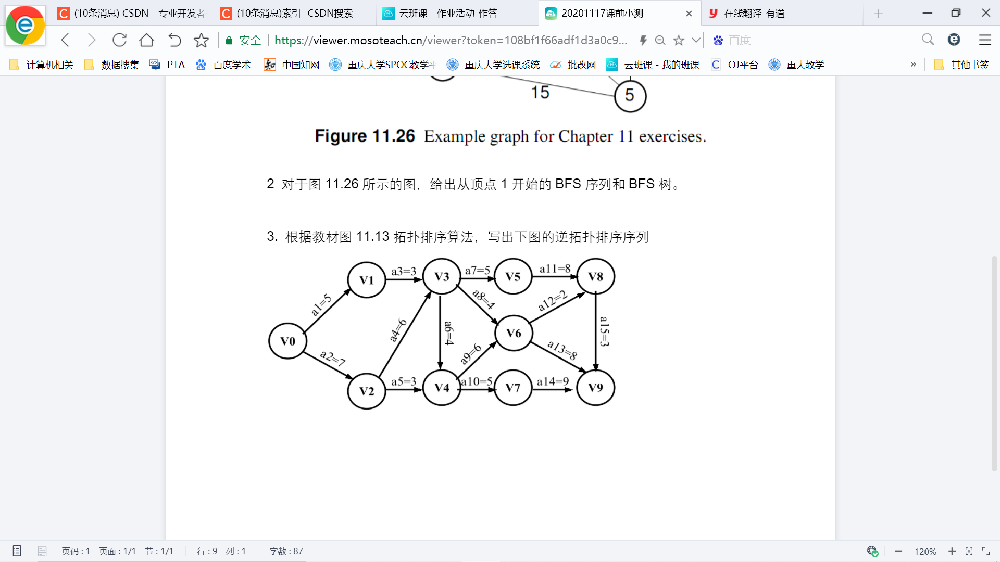 (10条消息) CSDN - 专业开发者
(10条消息)索引- CSDN搜索
云班课 - 作业活动-作答
20201117课前小测
在线翻译_有道
安全
https://viewer.mosoteach.cn/viewer?token=108bf1f66adf1d3a0c9...
百度
计算机相关
数据搜集
PTA
百度学术
中国知网
重庆大学SPOC教学平
重庆大学选课系统
批改网
云班课 - 我的班课
OJ平台
重大教学
»
其他书签
15
5
Figure 11.26 Example graph for Chapter 11 exercises.
2 对于图 11.26 所示的图，给出从顶点 1 开始的 BFS 序列和 BFS 树。
3. 根据教材图 11.13 拓扑排序算法，写出下图的逆拓扑排序序列
V1
a3=3
V3
a7=5
V5
a11=8
V8
a1=5
a8=4
a12=2
a4=6
a6=4
V6
a15=3
V0
a2=7
a9=6
a13=8
V2
a5=3
V4
a10=5
V7
a14=9
V9
页码 : 1 页面 : 1/1 节 : 1/1 行 : 9 列 : 1 字数 : 87
120%